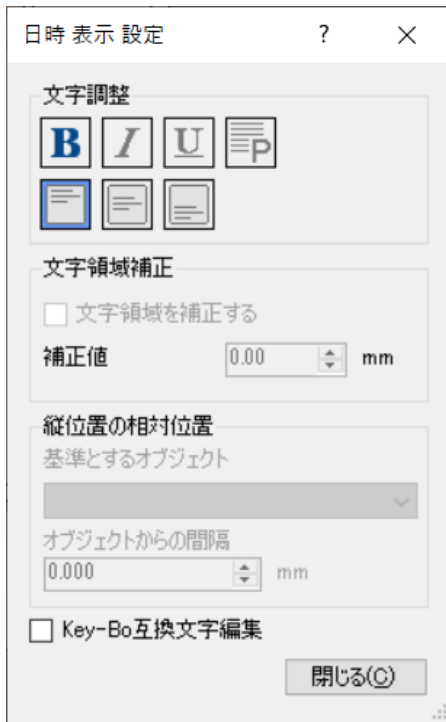 日時 表示 設定 ? ×
文字調整
B I U P
文字領域補正
文字領域を補正する
補正値 0.00 mm
縦位置の相対位置
基準とするオブジェクト
オブジェクトからの間隔
0.000 mm
Key-Bo互換文字編集
閉じる(C)